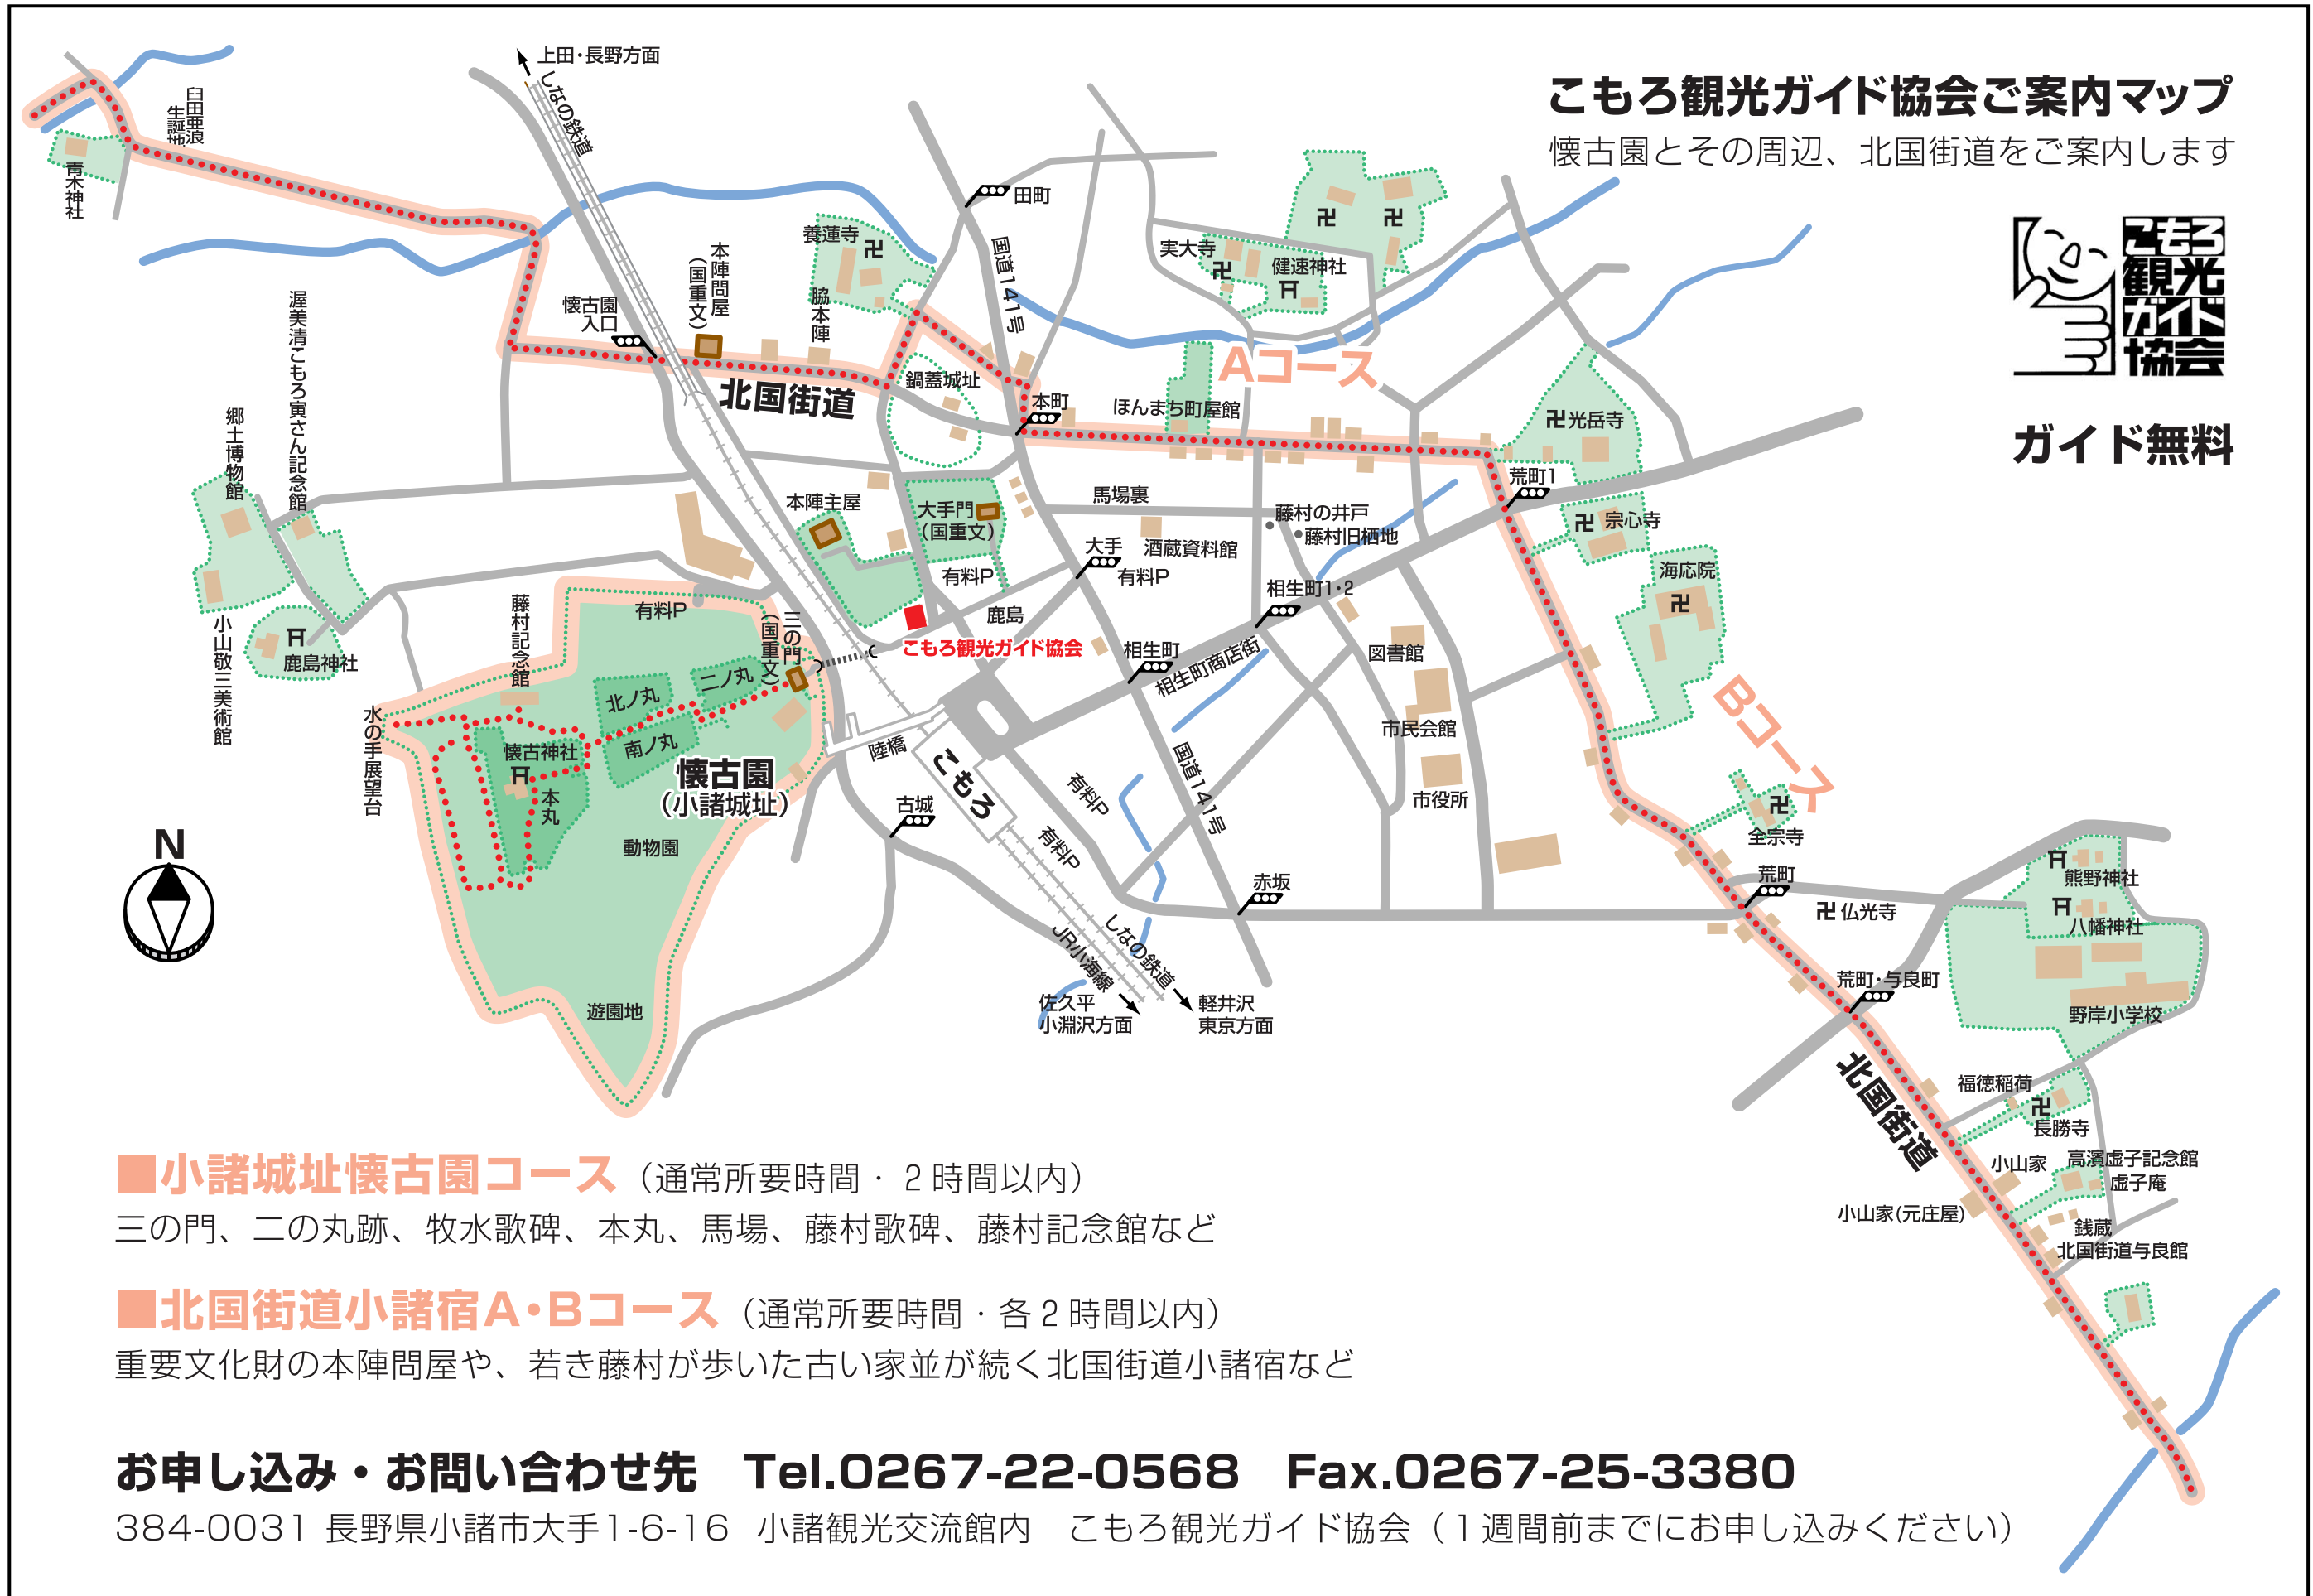 こもろ観光ガイド協会ご案内マップ
懐古園とその周辺、北国街道をご案内します
こもろ
観光
ガイド
協会
ガイド無料
上田・長野方面
しなの鉄道
臼田亜浪
生誕地
青木神社
田町
国道141号
養蓮寺
本陣問屋
（国重文）
脇本陣
懐古園
入口
北国街道
鍋蓋城址
実大寺
健速神社
Aコース
本町
ほんまち町屋館
光岳寺
荒町1
宗心寺
海応院
渥美清こもろ寅さん記念館
郷土博物館
小山敬三美術館
鹿島神社
本陣主屋
大手門
（国重文）
馬場裏
藤村の井戸
藤村旧栖地
大手
酒蔵資料館
有料P
有料P
鹿島
こもろ観光ガイド協会
相生町1・2
相生町
相生町商店街
図書館
市民会館
市役所
Bコース
有料P
藤村記念館
三の門
（国重文）
北ノ丸
二ノ丸
南ノ丸
懐古神社
本丸
水の手展望台
懐古園
（小諸城址）
動物園
遊園地
陸橋
こもろ
古城
有料P
有料P
国道141号
赤坂
全宗寺
荒町
仏光寺
熊野神社
八幡神社
野岸小学校
荒町・与良町
N
JR小海線
しなの鉄道
佐久平
小淵沢方面
軽井沢
東京方面
北国街道
福徳稲荷
長勝寺
小山家
高濱虚子記念館
虚子庵
小山家(元庄屋)
銭蔵
北国街道与良館
■小諸城址懐古園コース（通常所要時間・２時間以内）
三の門、二の丸跡、牧水歌碑、本丸、馬場、藤村歌碑、藤村記念館など
■北国街道小諸宿A・Bコース（通常所要時間・各２時間以内）
重要文化財の本陣問屋や、若き藤村が歩いた古い家並が続く北国街道小諸宿など
お申し込み・お問い合わせ先　Tel.0267-22-0568　Fax.0267-25-3380
384-0031 長野県小諸市大手1-6-16　小諸観光交流館内　こもろ観光ガイド協会（１週間前までにお申し込みください）